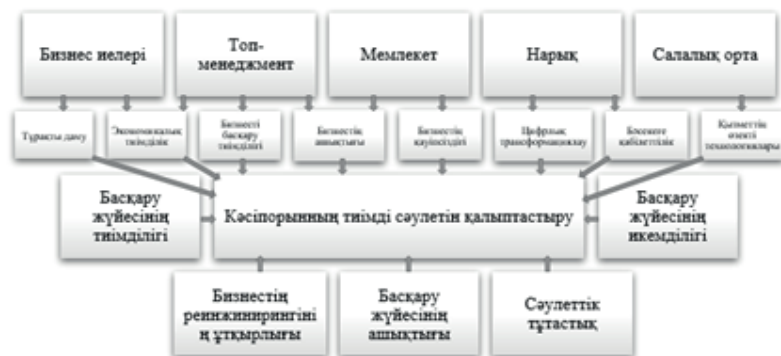 Бизнес иелері
Топ-
менеджмент
Мемлекет
Нарық
Салалық орта
Тұрақты даму
Экономикалық
тиімділік
Бизнесті
басқару
тиімділігі
Бизнестің
ашықтығы
Бизнестің
қауіпсіздігі
Цифрлық
трансформациялау
Бәсекеге
қабілеттілік
Қызметтің
өзекті
технологиялары
Басқару
жүйесінің
тиімділігі
Кәсіпорынның тиімді сәулетін қалыптастыру
Басқару
жүйесінің
икемділігі
Бизнестің
реинжинирингіні
ң ұтқырлығы
Басқару
жүйесінің
ашықтығы
Сәулеттік
тұтастық